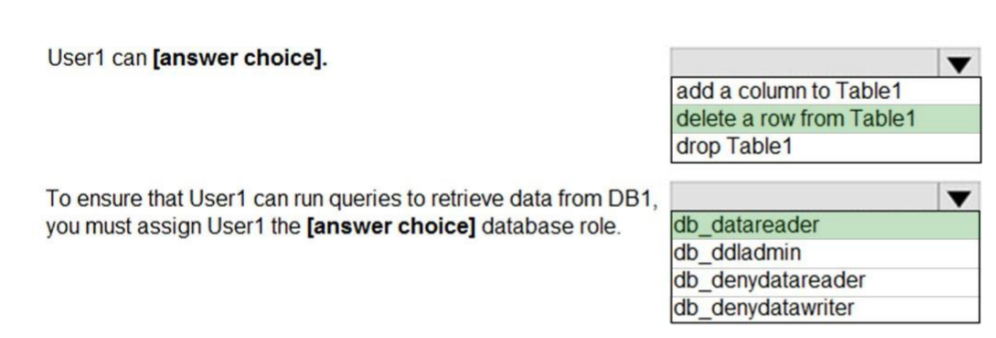 User1 can [answer choice].
add a column to Table1
delete a row from Table1
drop Table1
To ensure that User1 can run queries to retrieve data from DB1,
you must assign User1 the [answer choice] database role.
db_datareader
db_ddladmin
db_denydatareader
db_denydatawriter